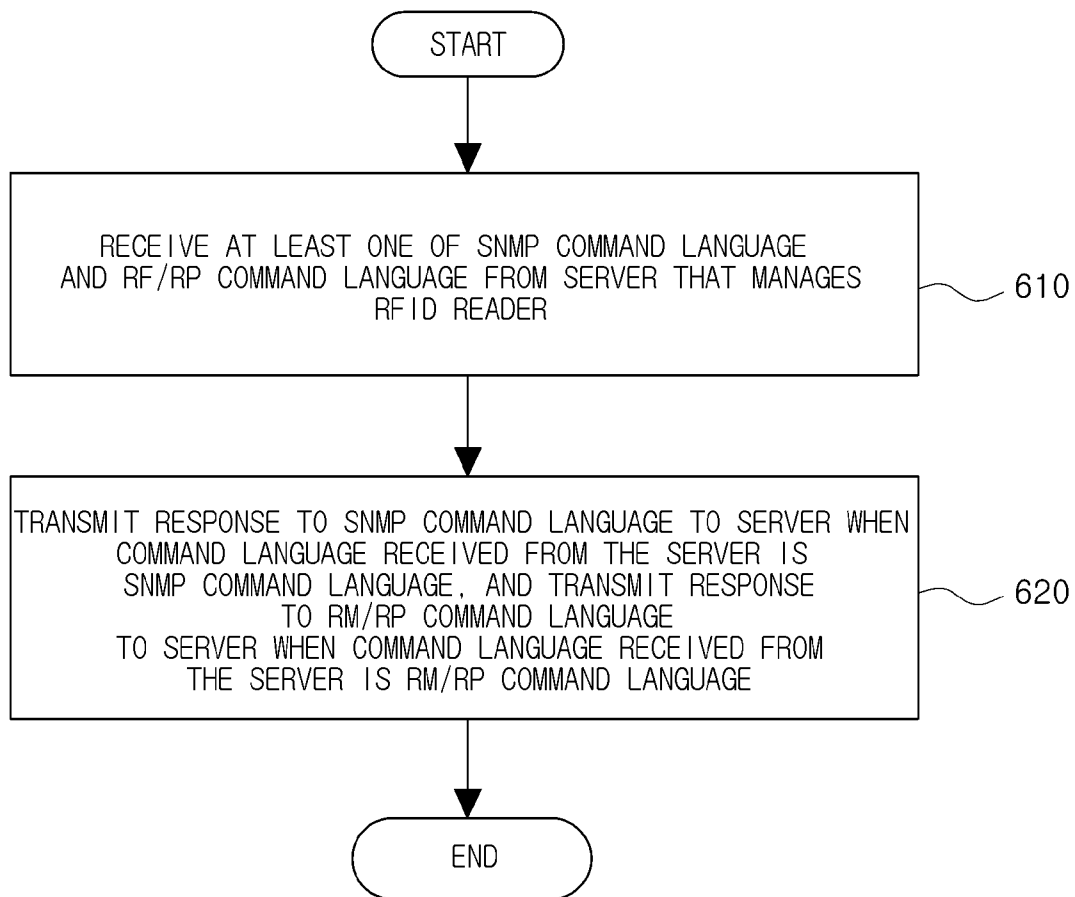 START
RECEIVE AT LEAST ONE OF SNMP COMMAND LANGUAGE
AND RF/RP COMMAND LANGUAGE FROM SERVER THAT MANAGES
RFID READER
610
TRANSMIT RESPONSE TO SNMP COMMAND LANGUAGE TO SERVER WHEN
COMMAND LANGUAGE RECEIVED FROM THE SERVER IS
SNMP COMMAND LANGUAGE, AND TRANSMIT RESPONSE
TO RM/RP COMMAND LANGUAGE
TO SERVER WHEN COMMAND LANGUAGE RECEIVED FROM
THE SERVER IS RM/RP COMMAND LANGUAGE
620
END